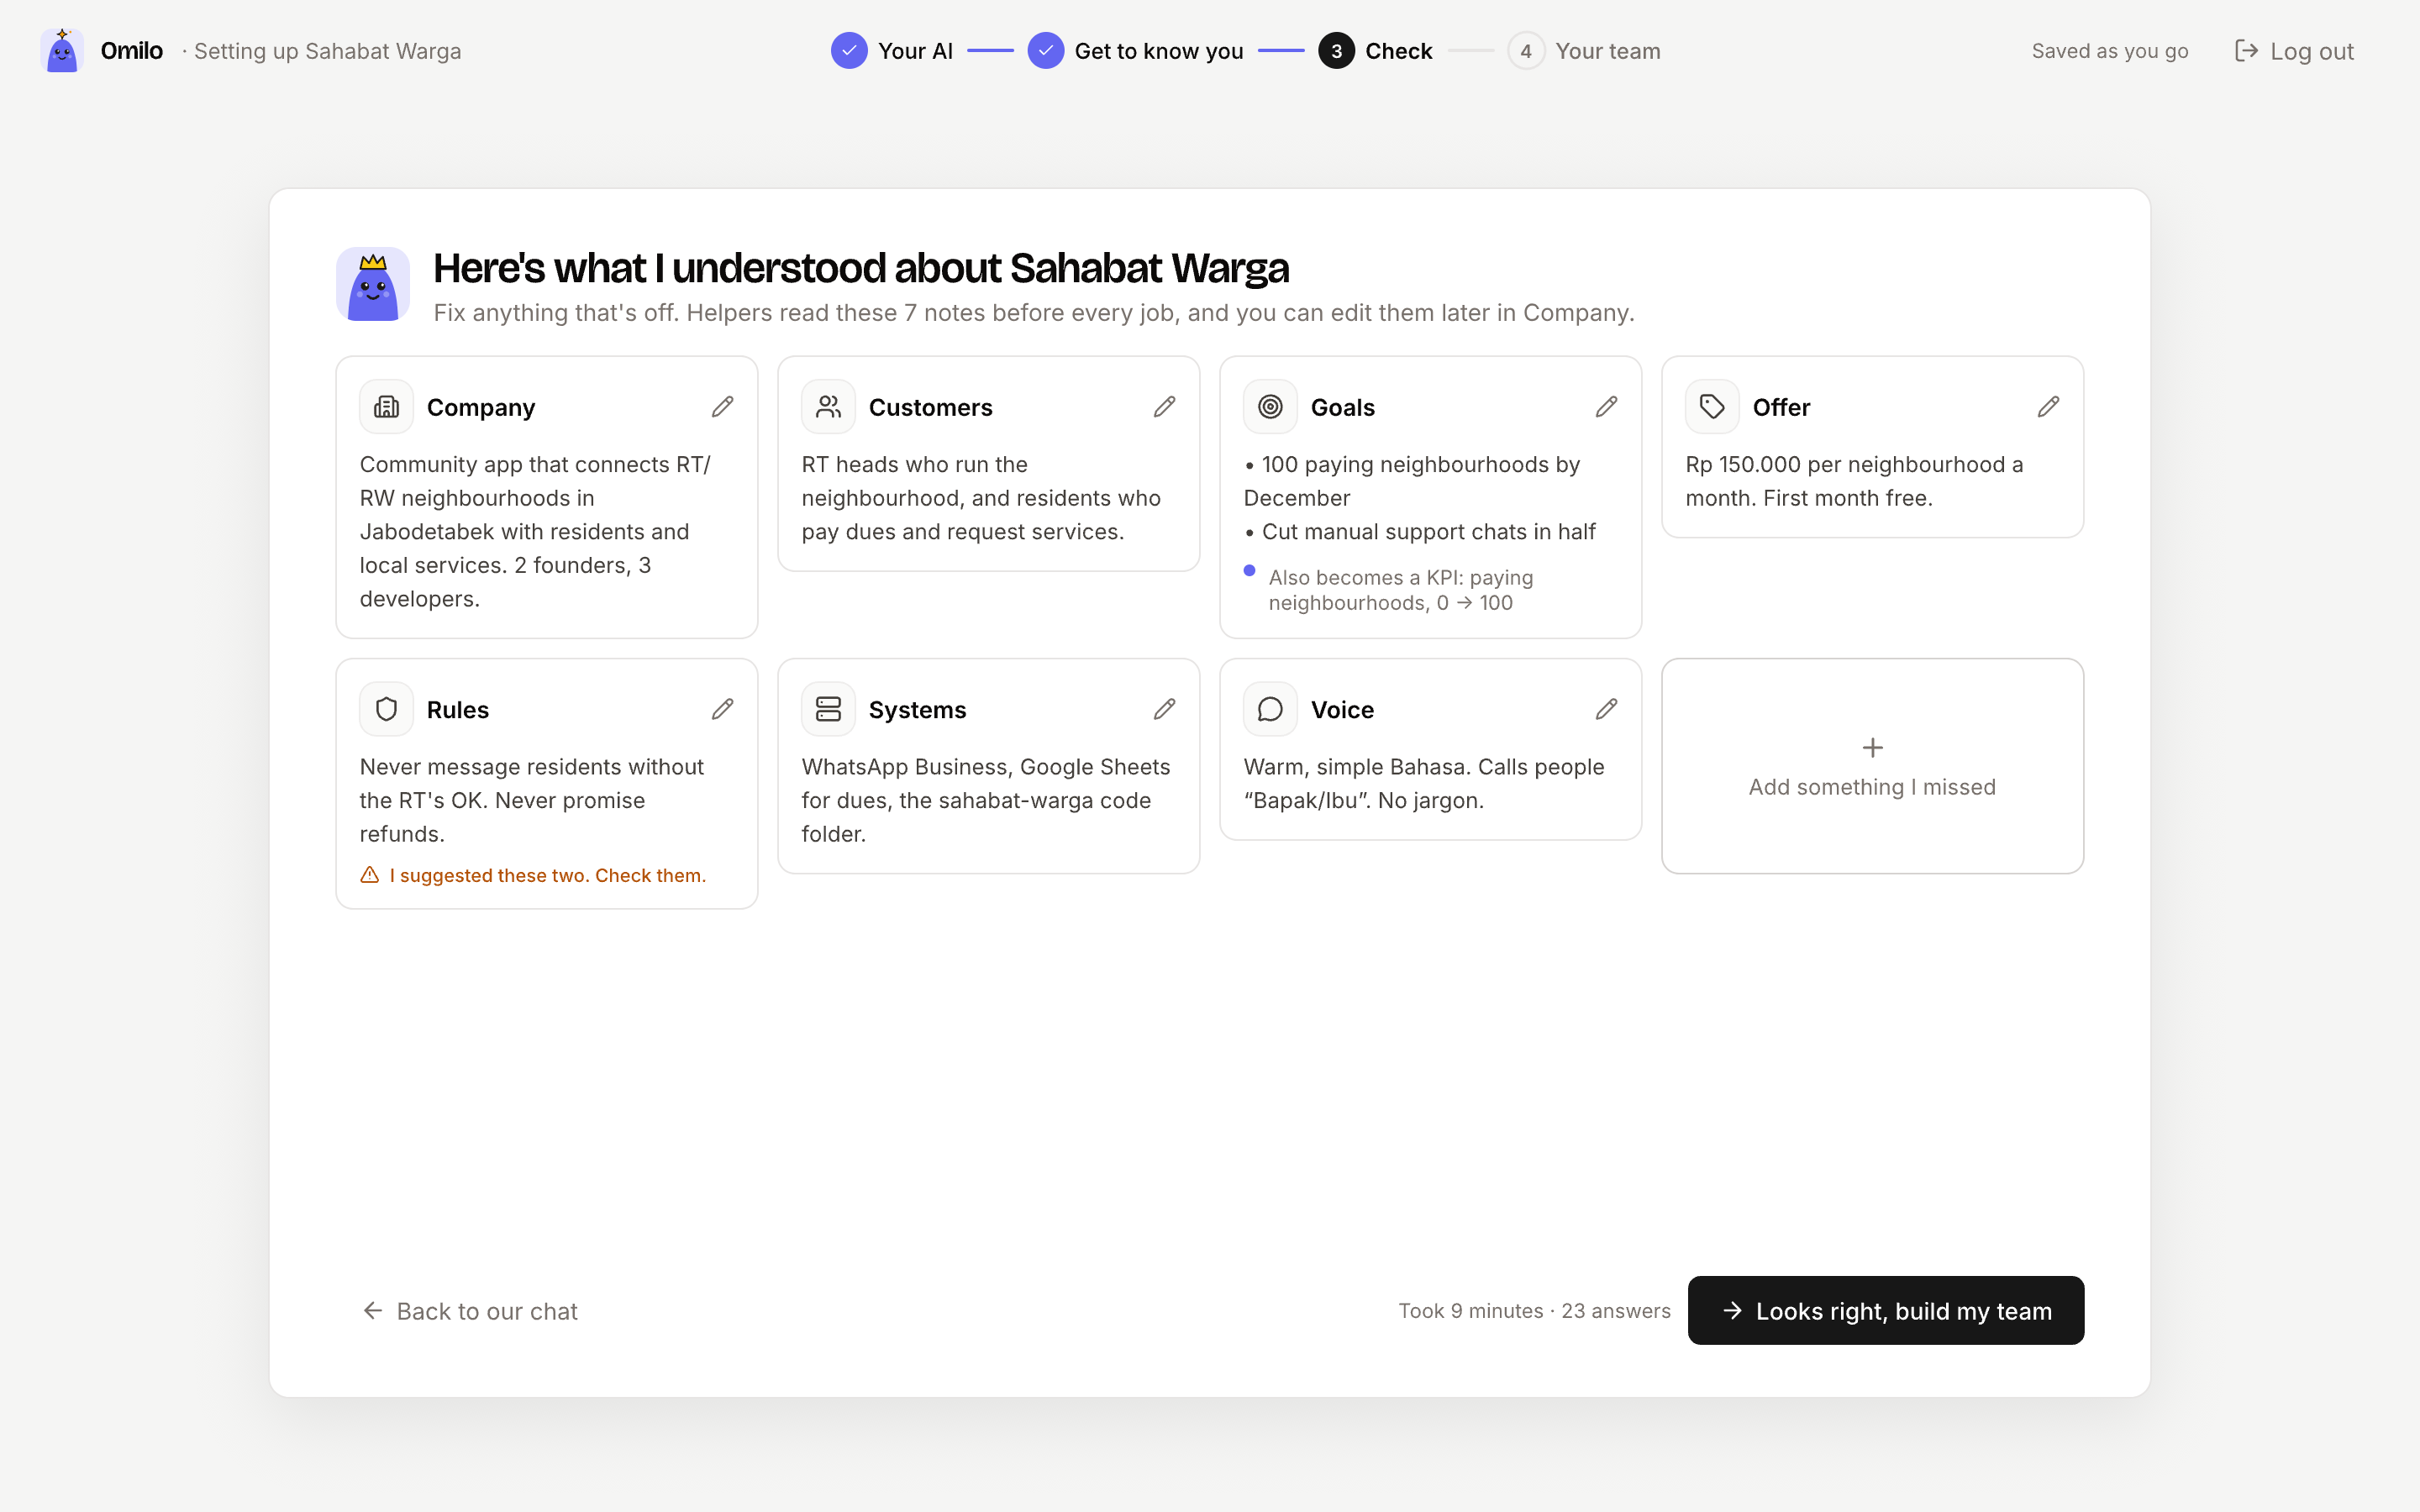 Omilo · Setting up Sahabat Warga
Your AI
Get to know you
3 Check
4 Your team
Saved as you go
Log out
Here's what I understood about Sahabat Warga
Fix anything that's off. Helpers read these 7 notes before every job, and you can edit them later in Company.
Company
Community app that connects RT/
RW neighbourhoods in
Jabodetabek with residents and
local services. 2 founders, 3
developers.
Customers
RT heads who run the
neighbourhood, and residents who
pay dues and request services.
Goals
• 100 paying neighbourhoods by
December
• Cut manual support chats in half
Also becomes a KPI: paying
neighbourhoods, 0 → 100
Offer
Rp 150.000 per neighbourhood a
month. First month free.
Rules
Never message residents without
the RT's OK. Never promise
refunds.
I suggested these two. Check them.
Systems
WhatsApp Business, Google Sheets
for dues, the sahabat-warga code
folder.
Voice
Warm, simple Bahasa. Calls people
“Bapak/Ibu”. No jargon.
+
Add something I missed
← Back to our chat
Took 9 minutes · 23 answers
→ Looks right, build my team